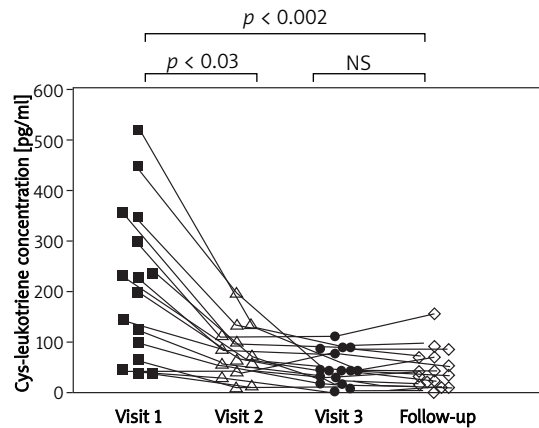 p < 0.002
p < 0.03
NS
Cys-leukotriene concentration [pg/ml]
600
500
400
300
200
100
0
Visit 1
Visit 2
Visit 3
Follow-up